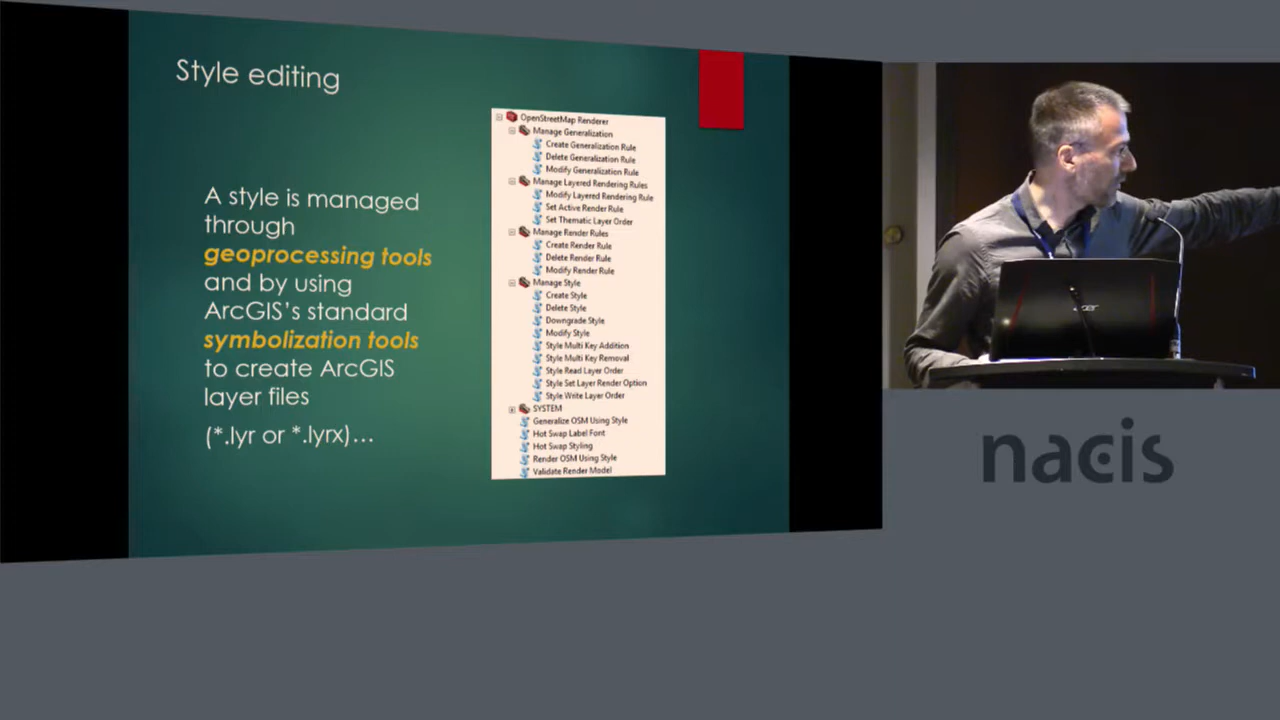 Style editing
A style is managed
through
geoprocessing tools
and by using
ArcGIS's standard
symbolization tools
to create ArcGIS
layer files
(*.lyr or *.lyrx)...
OpenStreetMap Renderer
Manage Generalization
Create Generalization Rule
Delete Generalization Rule
Modify Generalization Rule
Manage Layered Rendering Rules
Modify Layered Rendering Rule
Set Active Render Rule
Set Thematic Layer Order
Manage Render Rules
Create Render Rule
Delete Render Rule
Modify Render Rule
Manage Style
Create Style
Delete Style
Downgrade Style
Modify Style
Style Multi Key Addition
Style Multi Key Removal
Style Read Layer Order
Style Set Layer Render Option
Style Write Layer Order
SYSTEM
Generalize OSM Using Style
Hot Swap Label Font
Hot Swap Styling
Render OSM Using Style
Validate Render Model
acer
nacis